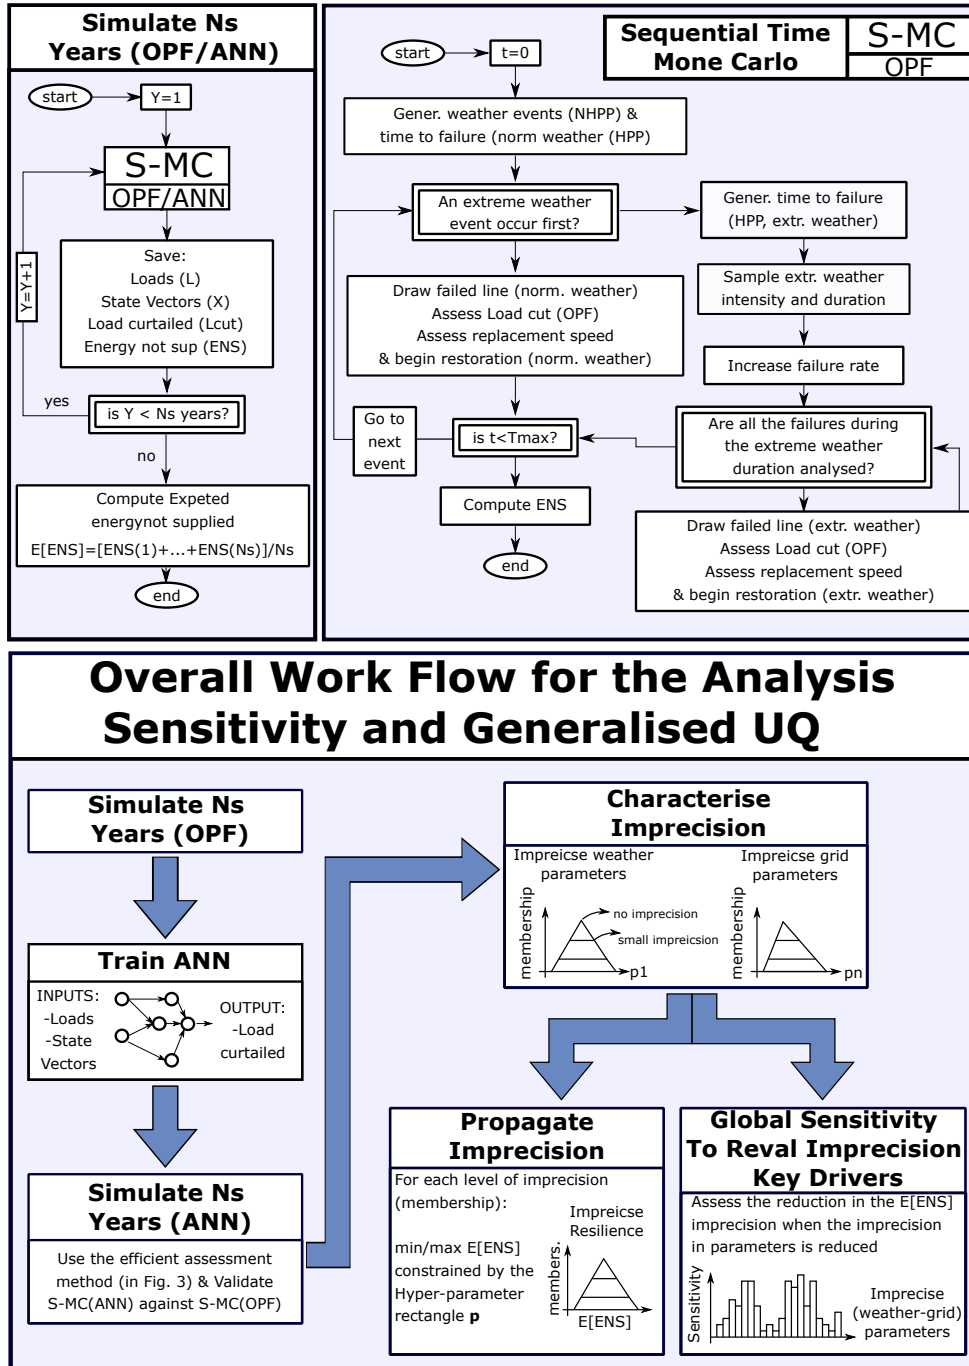 Simulate Ns
Years (OPF/ANN)
start
Y=1
S-MC
OPF/ANN
Save:
Loads (L)
State Vectors (X)
Load curtailed (Lcut)
Energy not sup (ENS)
Y=Y+1
yes
is Y < Ns years?
no
Compute Expeted
energynot supplied
E[ENS]=[ENS(1)+...+ENS(Ns)]/Ns
end
Sequential Time
Mone Carlo
S-MC
OPF
start
t=0
Gener. weather events (NHPP) &
time to failure (norm weather (HPP)
An extreme weather
event occur first?
Gener. time to failure
(HPP, extr. weather)
Sample extr. weather
intensity and duration
Increase failure rate
Draw failed line (norm. weather)
Assess Load cut (OPF)
Assess replacement speed
& begin restoration (norm. weather)
Go to
next
event
is t<Tmax?
Are all the failures during
the extreme weather
duration analysed?
Compute ENS
end
Draw failed line (extr. weather)
Assess Load cut (OPF)
Assess replacement speed
& begin restoration (extr. weather)
Overall Work Flow for the Analysis
Sensitivity and Generalised UQ
Simulate Ns
Years (OPF)
Train ANN
INPUTS:
-Loads
-State
Vectors
OUTPUT:
-Load
curtailed
Simulate Ns
Years (ANN)
Use the efficient assessment
method (in Fig. 3) & Validate
S-MC(ANN) against S-MC(OPF)
Characterise
Imprecision
Impreicse weather
parameters
membership
no imprecision
small impreicsion
p1
Impreicse grid
parameters
membership
pn
Propagate
Imprecision
For each level of imprecision
(membership):
min/max E[ENS]
constrained by the
Hyper-parameter
rectangle p
Impreicse
Resilience
members.
E[ENS]
Global Sensitivity
To Reval Imprecision
Key Drivers
Assess the reduction in the E[ENS]
imprecision when the imprecision
in parameters is reduced
Sensitivity
Imprecise
(weather-grid)
parameters